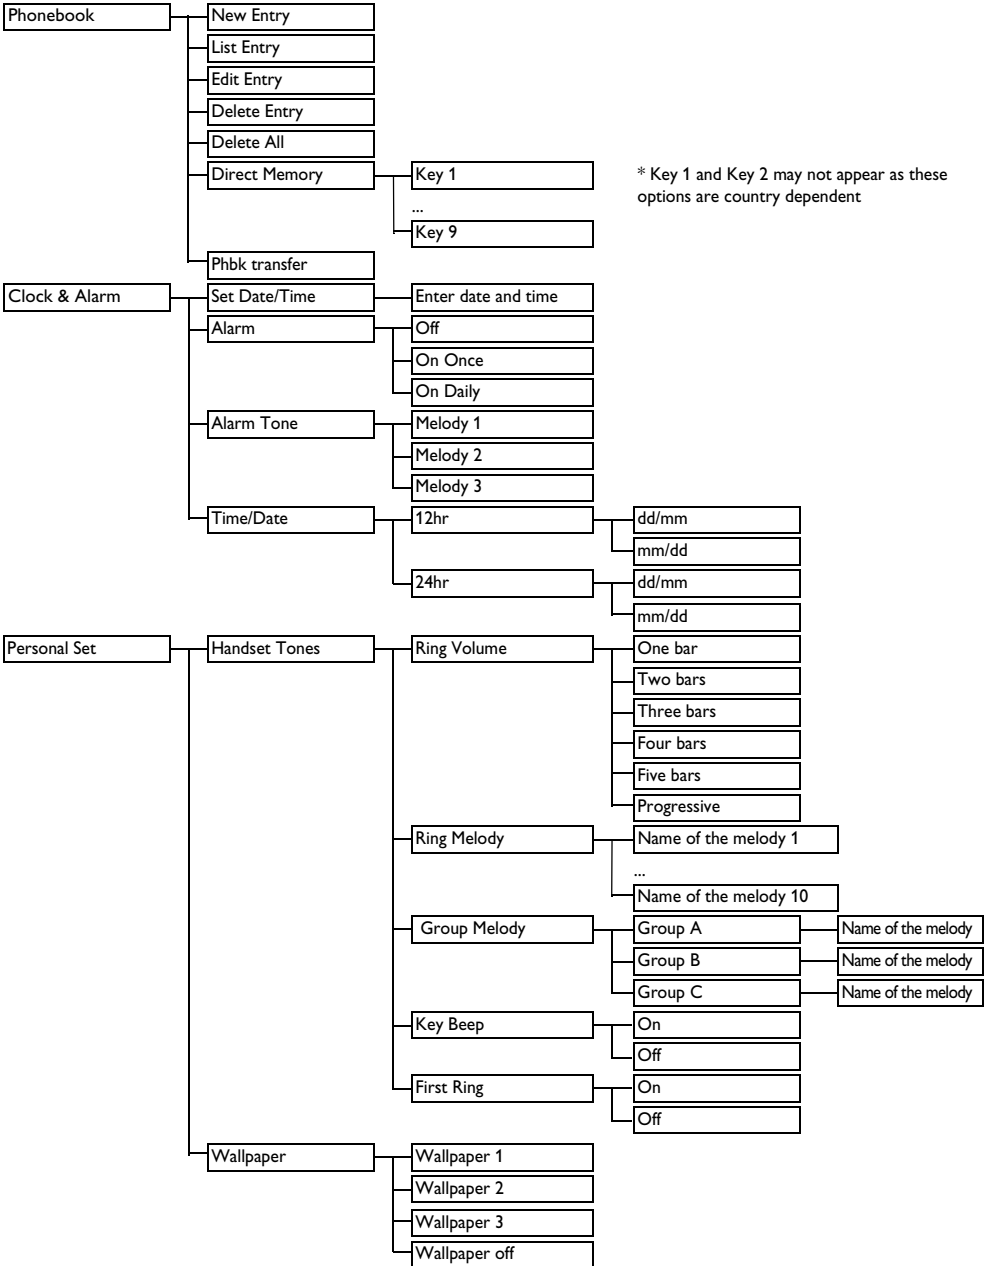 Phonebook
New Entry
List Entry
Edit Entry
Delete Entry
Delete All
Direct Memory
Key 1
...
Key 9
* Key 1 and Key 2 may not appear as these
options are country dependent
Phbk transfer
Clock & Alarm
Set Date/Time
Enter date and time
Alarm
Off
On Once
On Daily
Alarm Tone
Melody 1
Melody 2
Melody 3
Time/Date
12hr
dd/mm
mm/dd
24hr
dd/mm
mm/dd
Personal Set
Handset Tones
Ring Volume
One bar
Two bars
Three bars
Four bars
Five bars
Progressive
Ring Melody
Name of the melody 1
...
Name of the melody 10
Group Melody
Group A
Name of the melody
Group B
Name of the melody
Group C
Name of the melody
Key Beep
On
Off
First Ring
On
Off
Wallpaper
Wallpaper 1
Wallpaper 2
Wallpaper 3
Wallpaper off